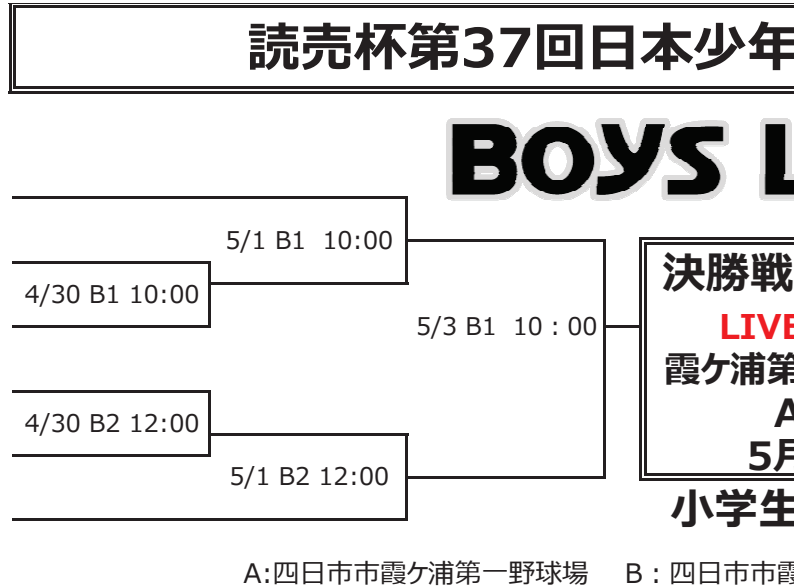 読売杯第37回日本少年
BOYS L
5/1 B1 10:00
4/30 B1 10:00
5/3 B1 10：00
決勝戦
LIVE
霞ケ浦第
A
5月
4/30 B2 12:00
5/1 B2 12:00
小学生
A:四日市市霞ケ浦第一野球場 B：四日市市霞